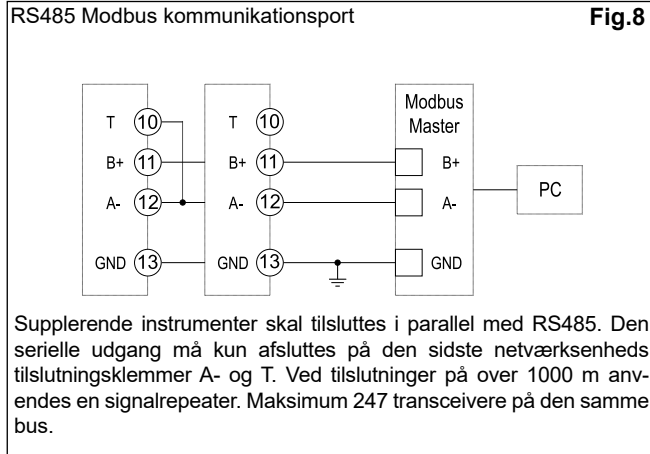 RS485 Modbus kommunikationsport Fig.8
Modbus
Master
T 10 T 10
B+ 11 B+ 11 B+
A- 12 A- 12 A- PC
GND 13 GND 13 GND
Supplerende instrumenter skal tilsluttes i parallel med RS485. Den
serielle udgang må kun afsluttes på den sidste netværksenheds
tilslutningsklemmer A- og T. Ved tilslutninger på over 1000 m anv-
endes en signalrepeater. Maksimum 247 transceivere på den samme
bus.